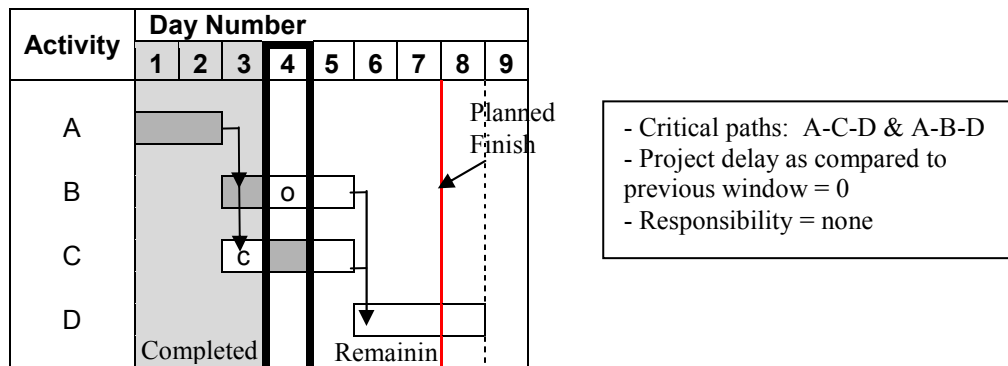 Activity
Day Number
1 2 3 4 5 6 7 8 9
A
Planned
Finish
B
o
C
c
D
Completed
Remainin
- Critical paths: A-C-D & A-B-D
- Project delay as compared to
previous window = 0
- Responsibility = none